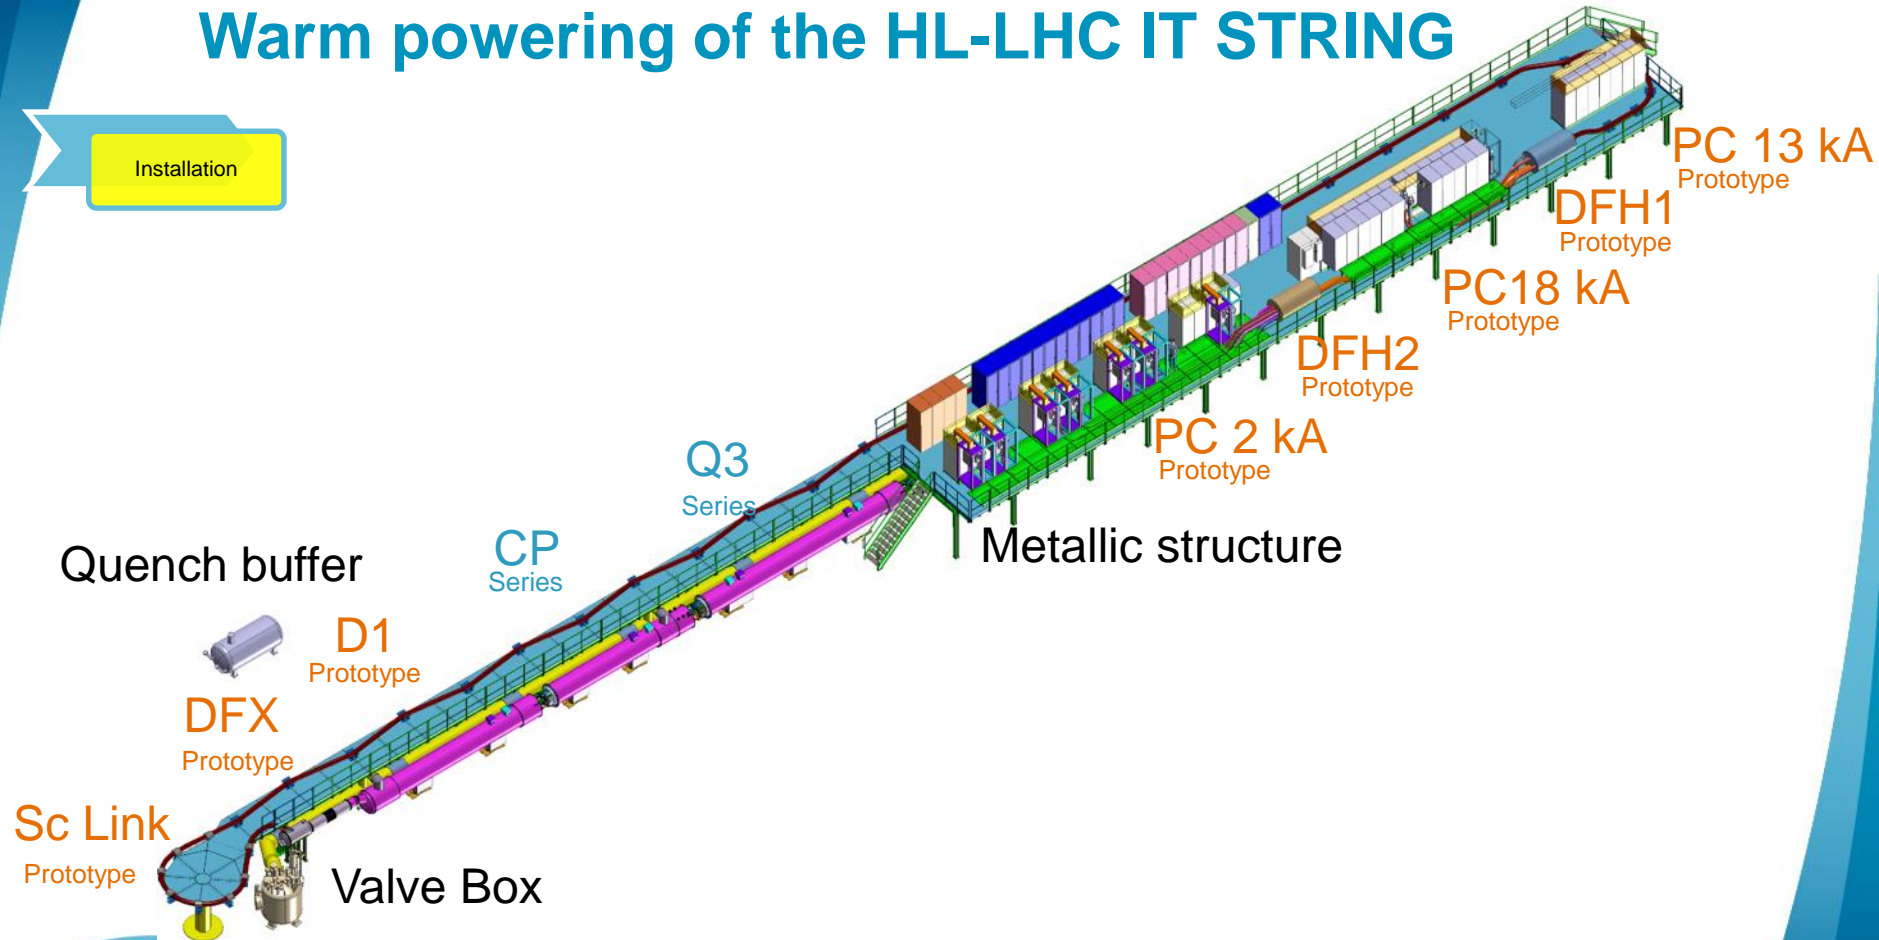 Warm powering of the HL-LHC IT STRING
Installation
PC 13 kA
Prototype
DFH1
Prototype
PC18 kA
Prototype
DFH2
Prototype
PC 2 kA
Prototype
Q3
Series
Metallic structure
CP
Series
Quench buffer
D1
Prototype
DFX
Prototype
Sc Link
Prototype
Valve Box